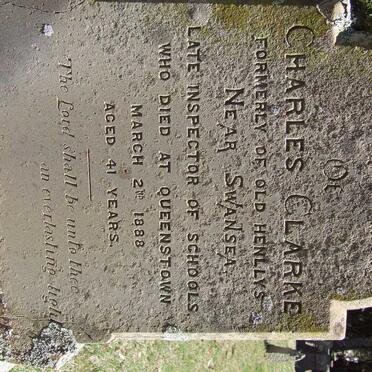 Of
CHARLES CLARKE
FORMERLY OF OLD HENLLYS
NEAR SWANSEA
LATE INSPECTOR OF SCHOOLS
WHO DIED AT QUEENSTOWN
MARCH 2ND 1888
AGED 41 YEARS.
The Lord shall be unto thee
an everlasting light